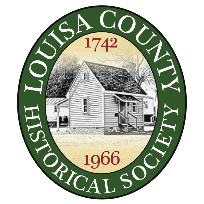 LOUISA COUNTY
1742
1966
HISTORICAL SOCIETY